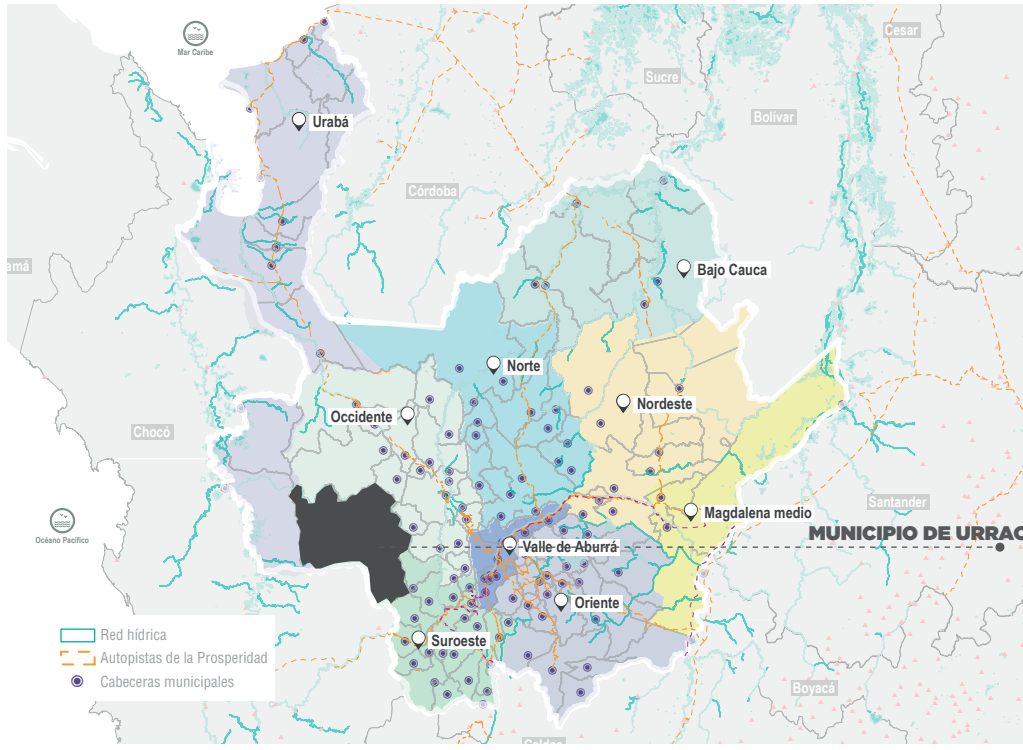 Cesar
Mar Caribe
Sucre
Bolívar
Urabá
Córdoba
amá
Bajo Cauca
Norte
Nordeste
Occidente
Chocó
Santander
Magdalena medio
Océano Pacífico
MUNICIPIO DE URRAO
Valle de Aburrá
Oriente
Suroeste
Red hídrica
Autopistas de la Prosperidad
Cabeceras municipales
Boyacá
Caldas